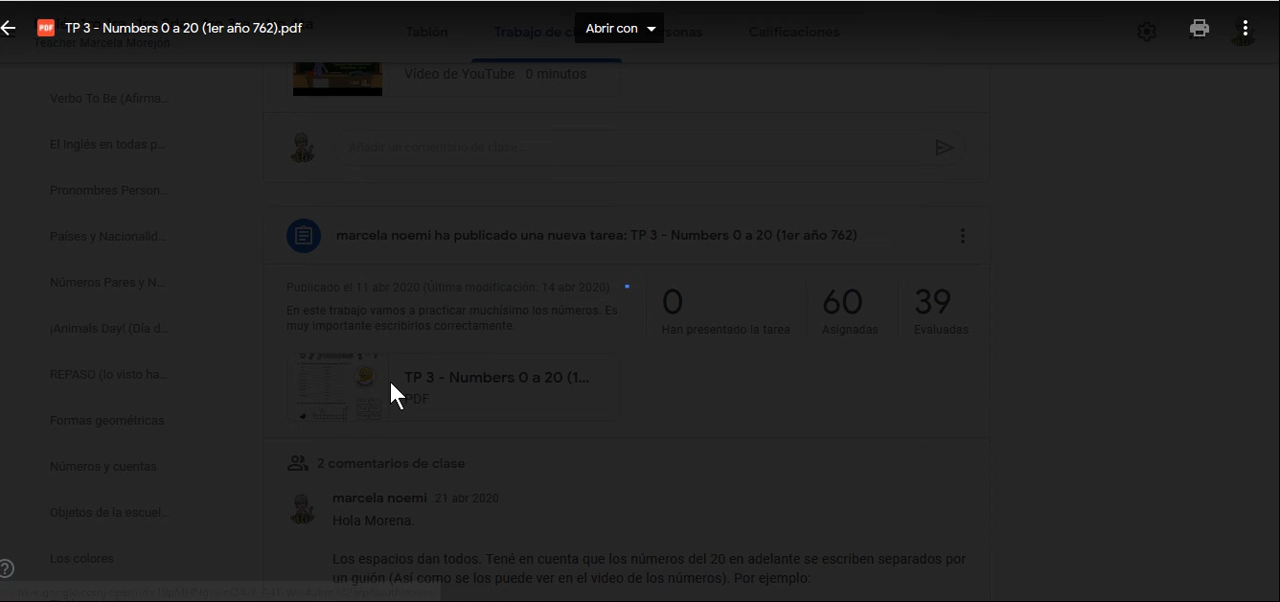 TP 3 - Numbers 0 a 20 (1er año 762).pdf
Abrir con
Teacher Marcela Morejón
Tablón
Trabajo de
Calificaciones
Verbo To Be (Afirma...
El Inglés en todas p...
Pronombres Person...
Países y Nacionalid...
Números Pares y N...
¡Animals Day! (Día d...
REPASO (lo visto ha...
Formas geométricas
Números y cuentas
Objetos de la escuel...
Los colores
Vídeo de YouTube 0 minutos
Añadir un comentario de clase...
marcela noemi ha publicado una nueva tarea: TP 3 - Numbers 0 a 20 (1er año 762)
Publicado el 11 abr 2020 (Última modificación: 14 abr 2020)
En este trabajo vamos a practicar muchísimo los números. Es
muy importante escribirlos correctamente.
0
Han presentado la tarea
60
Asignadas
39
Evaluadas
TP 3 - Numbers 0 a 20 (1...
PDF
2 comentarios de clase
marcela noemi 21 abr 2020
Hola Morena.
Los espacios dan todos. Tené en cuenta que los números del 20 en adelante se escriben separados por
un guión (Así como se los puede ver en el video de los números). Por ejemplo: